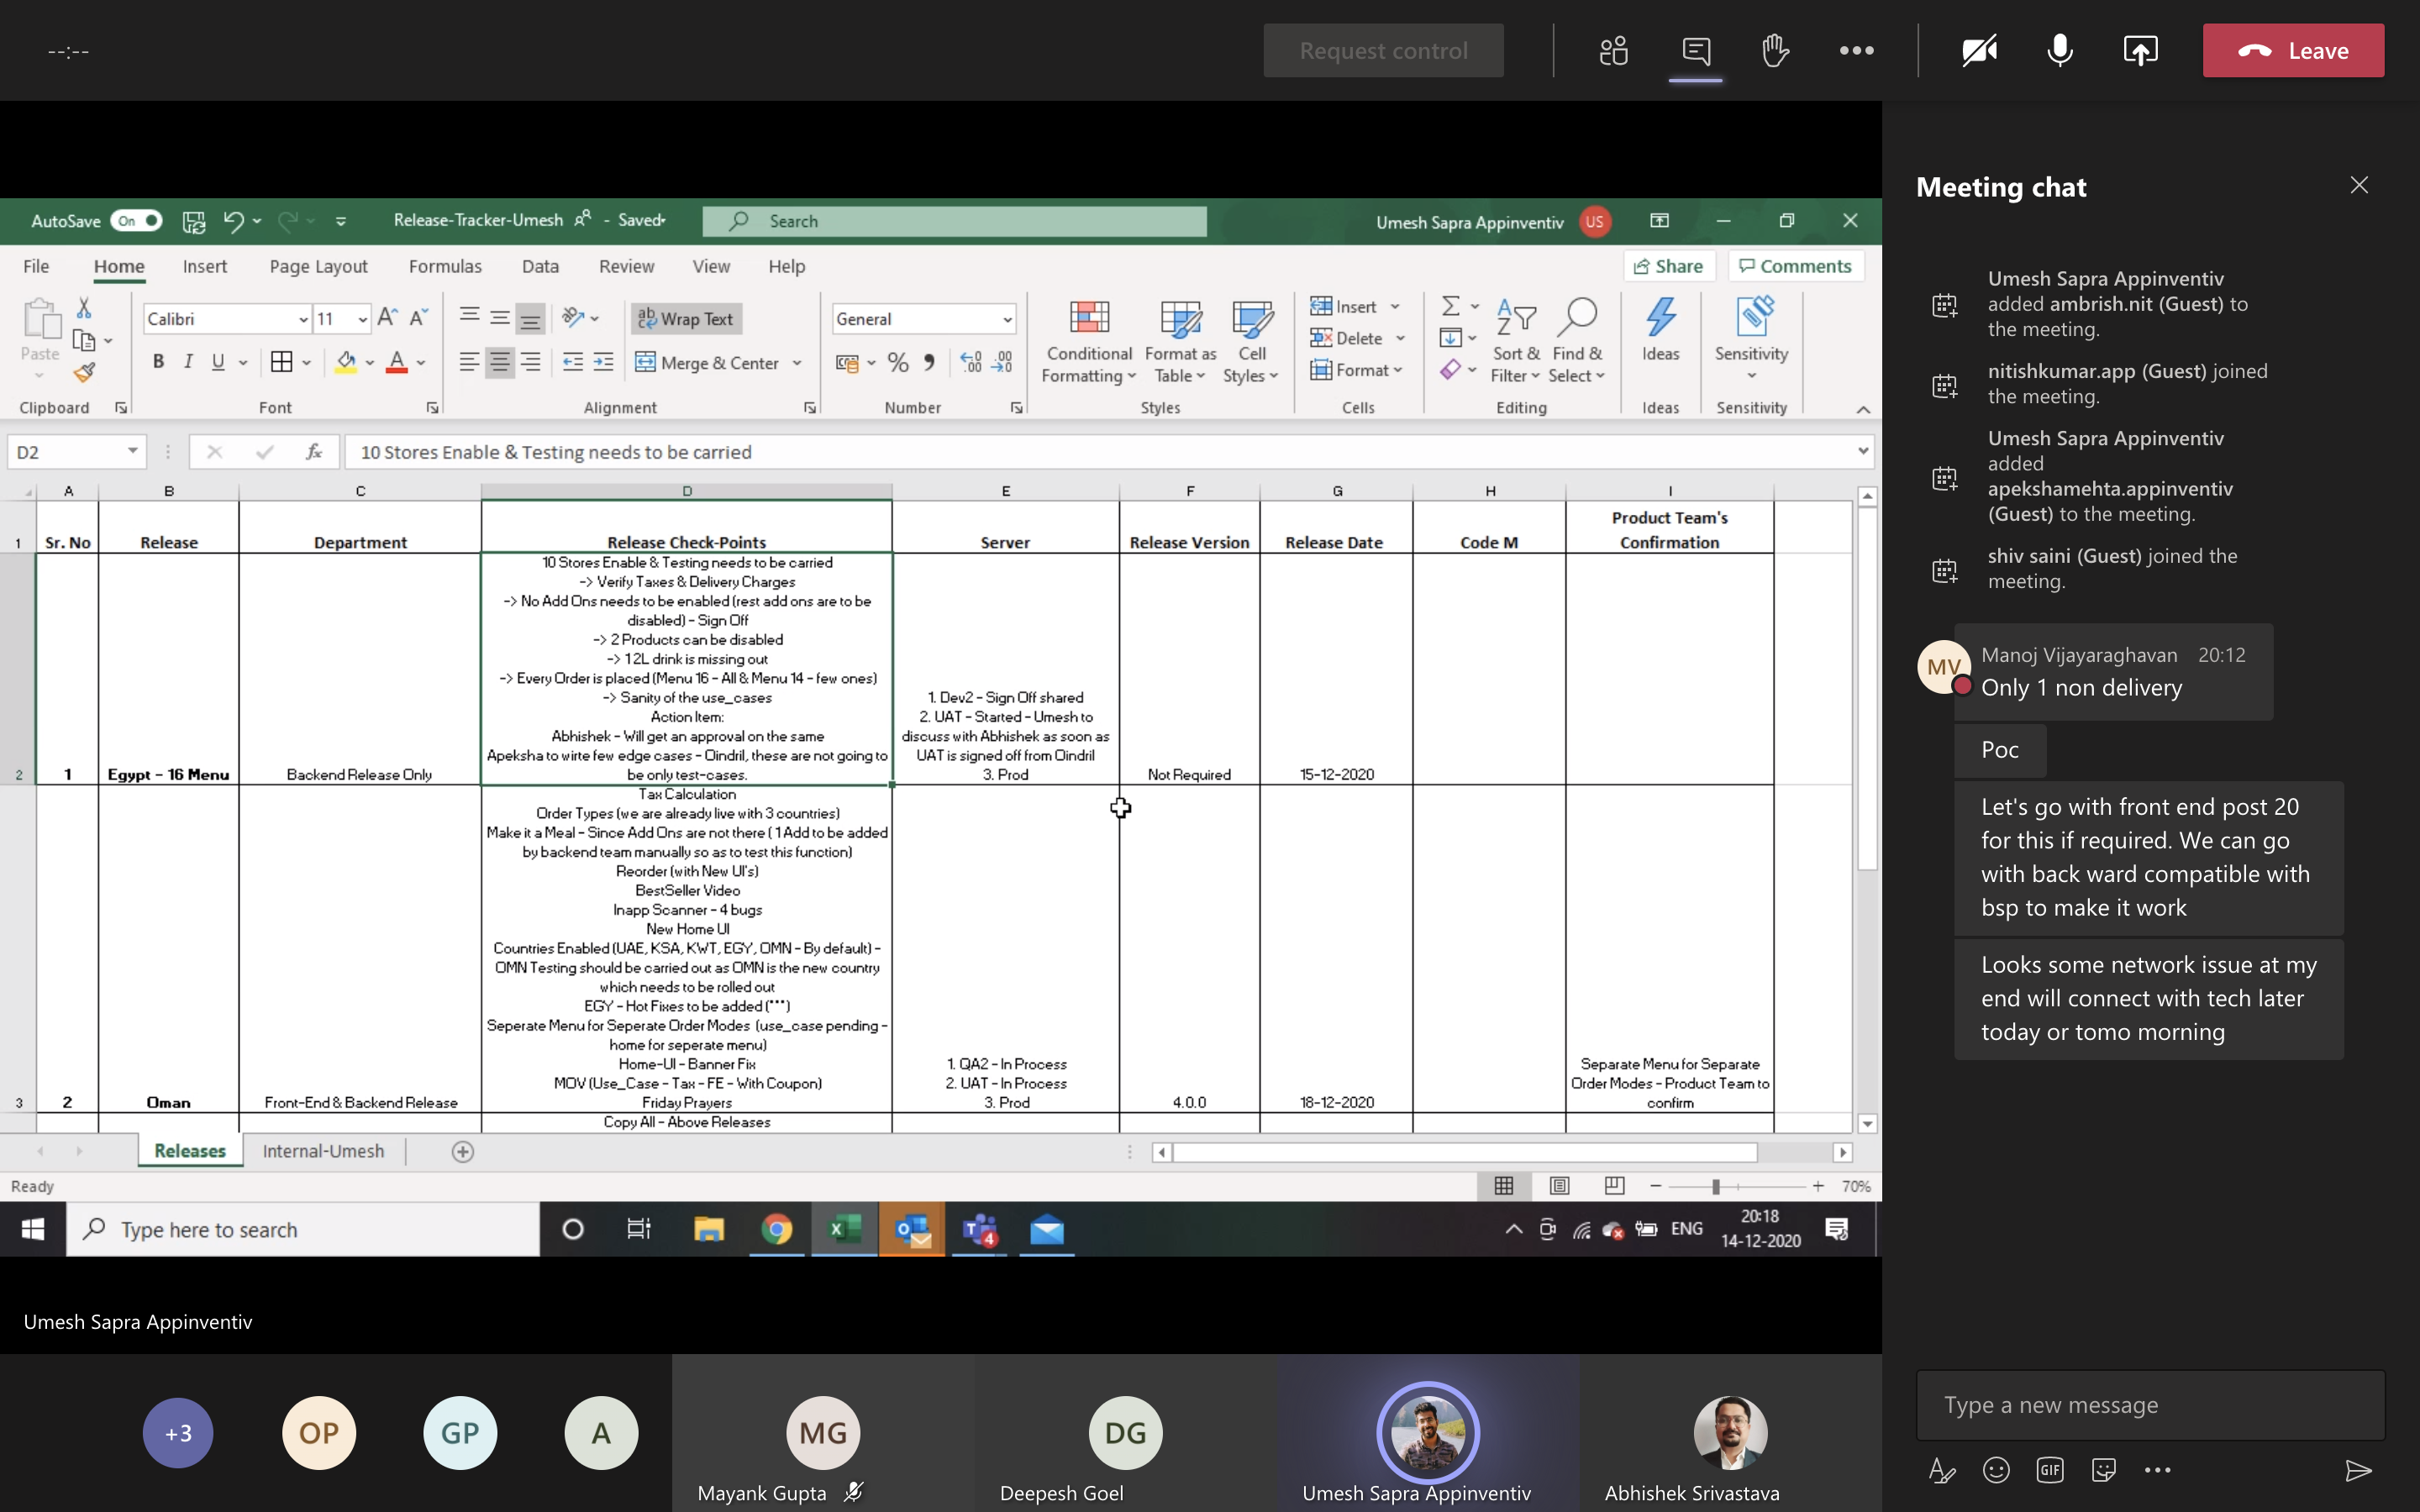 --:--
Request control
Leave
AutoSave On
Release-Tracker-Umesh - Saved
Search
Umesh Sapra Appinventiv US
File Home Insert Page Layout Formulas Data Review View Help
Share Comments
Paste
Clipboard
Calibri 11
B I U
Font
ab Wrap Text
Merge & Center
Alignment
General
Number
Conditional Formatting
Format as Table
Cell Styles
Styles
Insert
Delete
Format
Cells
Sort & Filter
Find & Select
Editing
Ideas
Ideas
Sensitivity
Sensitivity
D2
fx
10 Stores Enable & Testing needs to be carried
A B C D E F G H I
1 Sr. No Release Department Release Check-Points Server Release Version Release Date Code M Product Team's Confirmation
10 Stores Enable & Testing needs to be carried
-> Verify Taxes & Delivery Charges
-> No Add Ons needs to be enabled (rest add ons are to be
disabled) - Sign Off
-> 2 Products can be disabled
-> 12L drink is missing out
-> Every Order is placed (Menu 16 - All & Menu 14 - few ones)
-> Sanity of the use_cases
Action Item:
Abhishek - Will get an approval on the same
Apeksha to wirte few edge cases - Oindril, these are not going to
be only test-cases.
1. Dev2 - Sign Off shared
2. UAT - Started - Umesh to
discuss with Abhishek as soon as
UAT is signed off from Oindril
3. Prod
2 1 Egypt - 16 Menu Backend Release Only Not Required 15-12-2020
Tax Calculation
Order Types (we are already live with 3 countries)
Make it a Meal - Since Add Ons are not there ( 1 Add to be added
by backend team manually so as to test this function)
Reorder (with New UI's)
BestSeller Video
Inapp Scanner - 4 bugs
New Home UI
Countries Enabled (UAE, KSA, KWT, EGY, OMN - By default) -
OMN Testing should be carried out as OMN is the new country
which needs to be rolled out
EGY - Hot Fixes to be added (***)
Seperate Menu for Seperate Order Modes (use_case pending -
home for seperate menu)
Home-UI - Banner Fix
MOV (Use_Case - Tax - FE - With Coupon)
Friday Prayers
1. QA2 - In Process
2. UAT - In Process
3. Prod
3 2 Oman Front-End & Backend Release 4.0.0 18-12-2020
Separate Menu for Separate
Order Modes - Product Team to
confirm
Copy All - Above Releases
Releases Internal-Umesh
Ready
70%
Type here to search
4
ENG
20:18
14-12-2020
Umesh Sapra Appinventiv
+3
OP
GP
A
MG
Mayank Gupta
DG
Deepesh Goel
Umesh Sapra Appinventiv
Abhishek Srivastava
Meeting chat
Umesh Sapra Appinventiv
added ambrish.nit (Guest) to
the meeting.
nitishkumar.app (Guest) joined
the meeting.
Umesh Sapra Appinventiv
added
apekshamehta.appinventiv
(Guest) to the meeting.
shiv saini (Guest) joined the
meeting.
MV
Manoj Vijayaraghavan 20:12
Only 1 non delivery
Poc
Let's go with front end post 20
for this if required. We can go
with back ward compatible with
bsp to make it work
Looks some network issue at my
end will connect with tech later
today or tomo morning
Type a new message
GIF